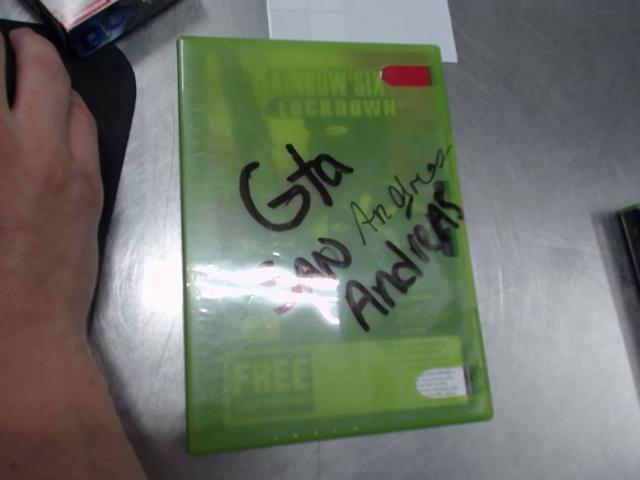 RAINBOW SIX
LOCKDOWN
Gta
SAN
Andreas
AndReas
FREE